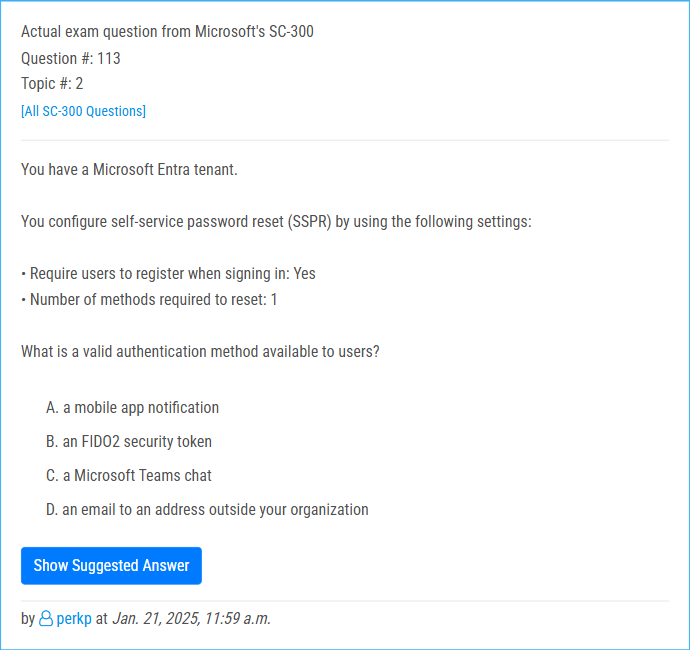 Actual exam question from Microsoft's SC-300
Question #: 113
Topic #: 2
[All SC-300 Questions]
You have a Microsoft Entra tenant.
You configure self-service password reset (SSPR) by using the following settings:
• Require users to register when signing in: Yes
• Number of methods required to reset: 1
What is a valid authentication method available to users?
A. a mobile app notification
B. an FIDO2 security token
C. a Microsoft Teams chat
D. an email to an address outside your organization
Show Suggested Answer
by perkp at Jan. 21, 2025, 11:59 a.m.